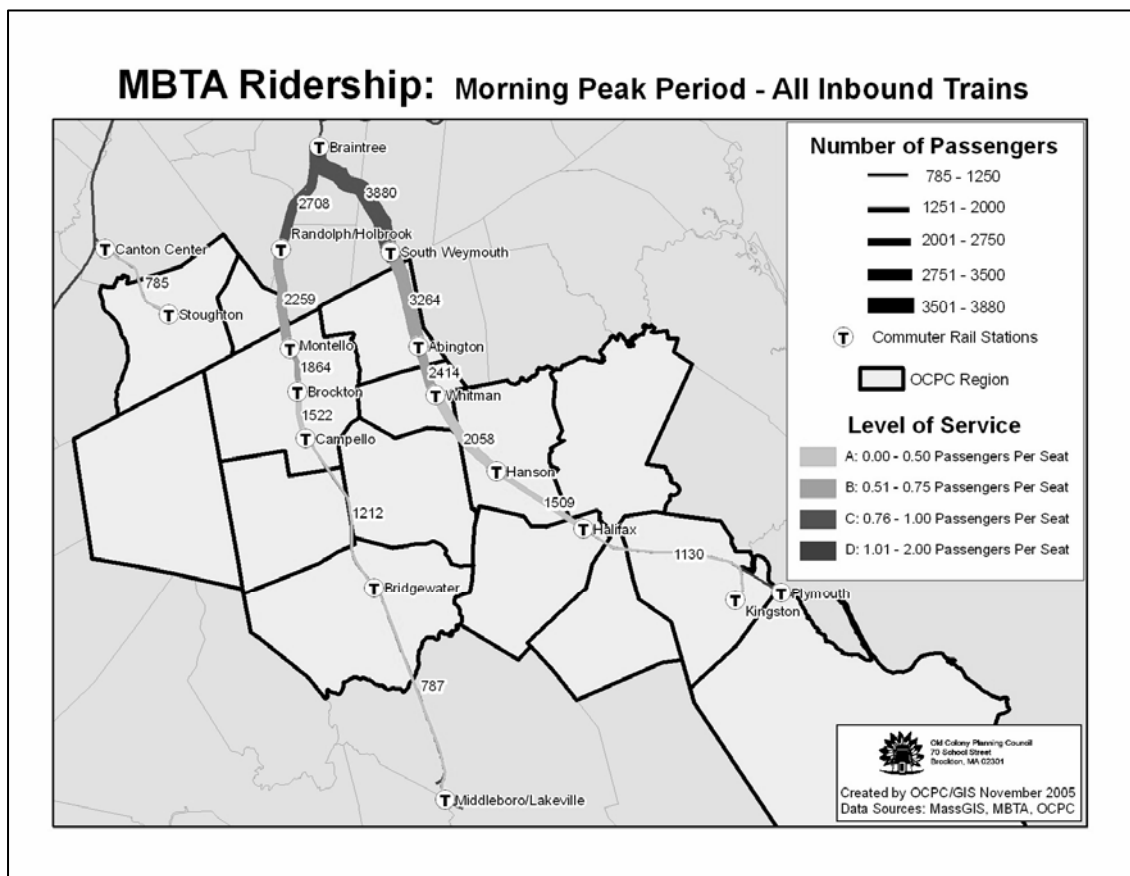 MBTA Ridership: Morning Peak Period - All Inbound Trains
Braintree
3880
2708
Randolph/Holbrook
Canton Center
South Weymouth
785
Stoughton
2259
3264
Montello
Abington
1864
2414
Brockton
Whitman
1522
Campello
2058
Hanson
1509
1212
Halifax
1130
Bridgewater
Plymouth
Kingston
787
Middleboro/Lakeville
Number of Passengers
785 - 1250
1251 - 2000
2001 - 2750
2751 - 3500
3501 - 3880
T Commuter Rail Stations
OCPC Region
Level of Service
A: 0.00 - 0.50 Passengers Per Seat
B: 0.51 - 0.75 Passengers Per Seat
C: 0.76 - 1.00 Passengers Per Seat
D: 1.01 - 2.00 Passengers Per Seat
Old Colony Planning Council
70 School Street
Brockton, MA 02301
Created by OCPC/GIS November 2005
Data Sources: MassGIS, MBTA, OCPC